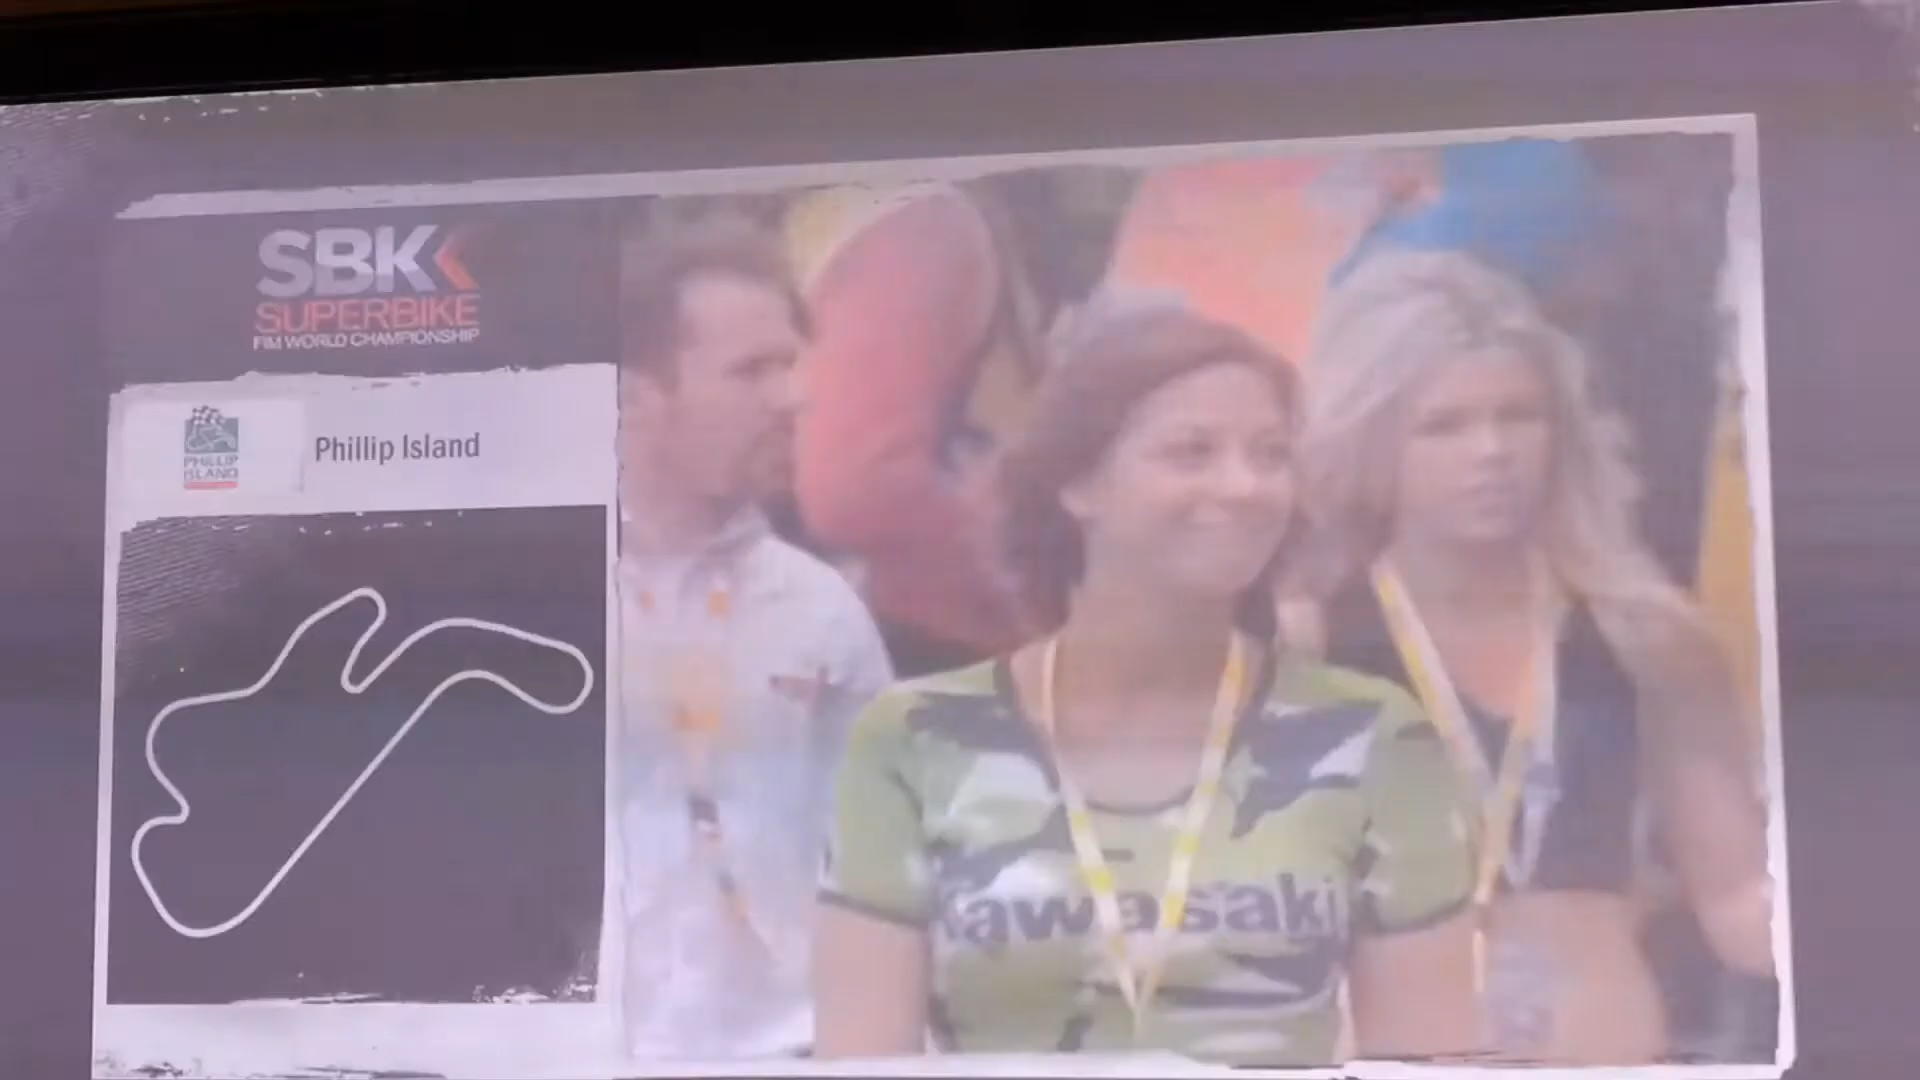 SBK
SUPERBIKE
FIM WORLD CHAMPIONSHIP
PHILLIP
ISLAND
Phillip Island
Kawasaki